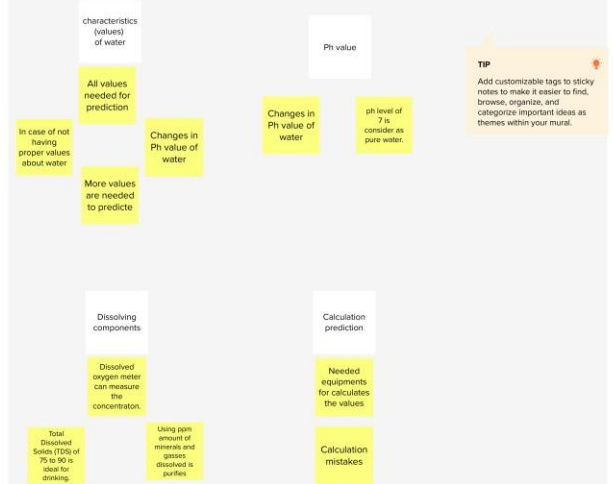 characteristics
(values)
of water
All values
needed for
prediction
In case of not
having
proper values
about water
Changes in
Ph value of
water
More values
are needed
to predicte
Ph value
Changes in
Ph value of
water
ph level of
7 is
consider as
pure water.
TIP
Add customizable tags to sticky
notes to make it easier to find,
browse, organize, and
categorize important ideas as
themes within your mural.
Dissolving
components
Dissolved
oxygen meter
can measure
the
concentraton.
Total
Dissolved
Solids (TDS) of
75 to 90 is
ideal for
drinking.
Using ppm
amount of
minerals and
gasses
dissolved is
purifies
Calculation
prediction
Needed
equipments
for calculates
the values
Calculation
mistakes